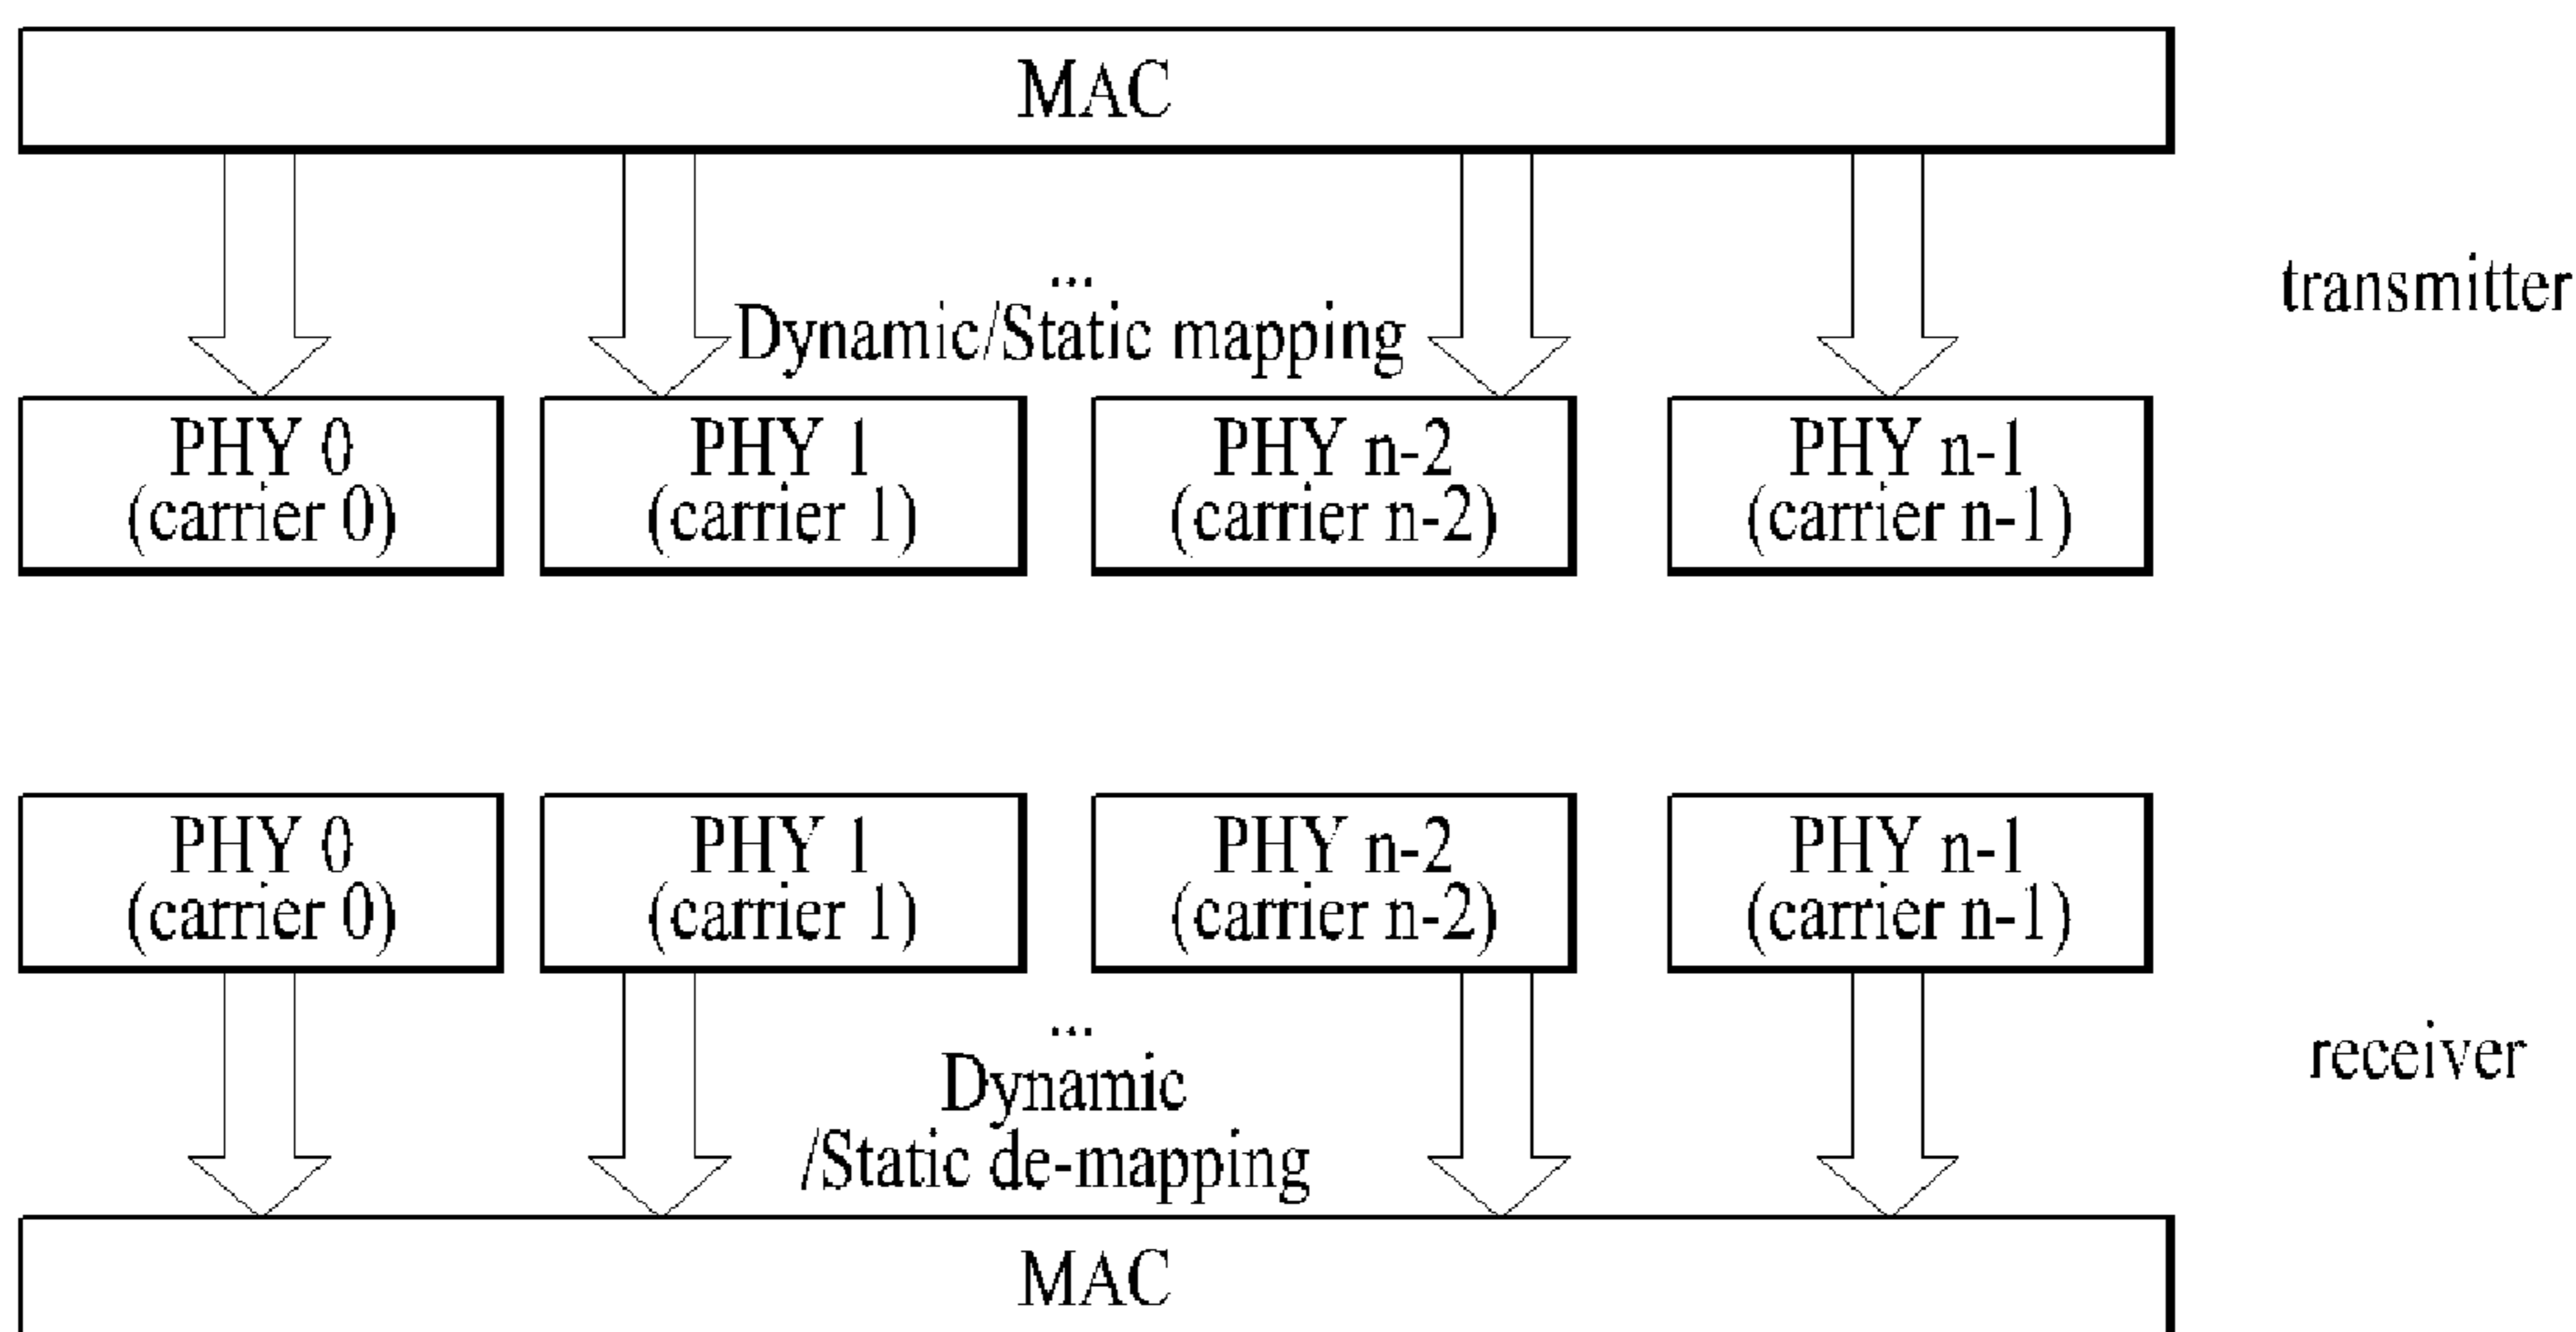 MAC
...
Dynamic/Static mapping
transmitter
PHY 0
(carrier 0)
PHY 1
(carrier 1)
PHY n-2
(carrier n-2)
PHY n-1
(carrier n-1)
PHY 0
(carrier 0)
PHY 1
(carrier 1)
PHY n-2
(carrier n-2)
PHY n-1
(carrier n-1)
...
Dynamic
/Static de-mapping
receiver
MAC